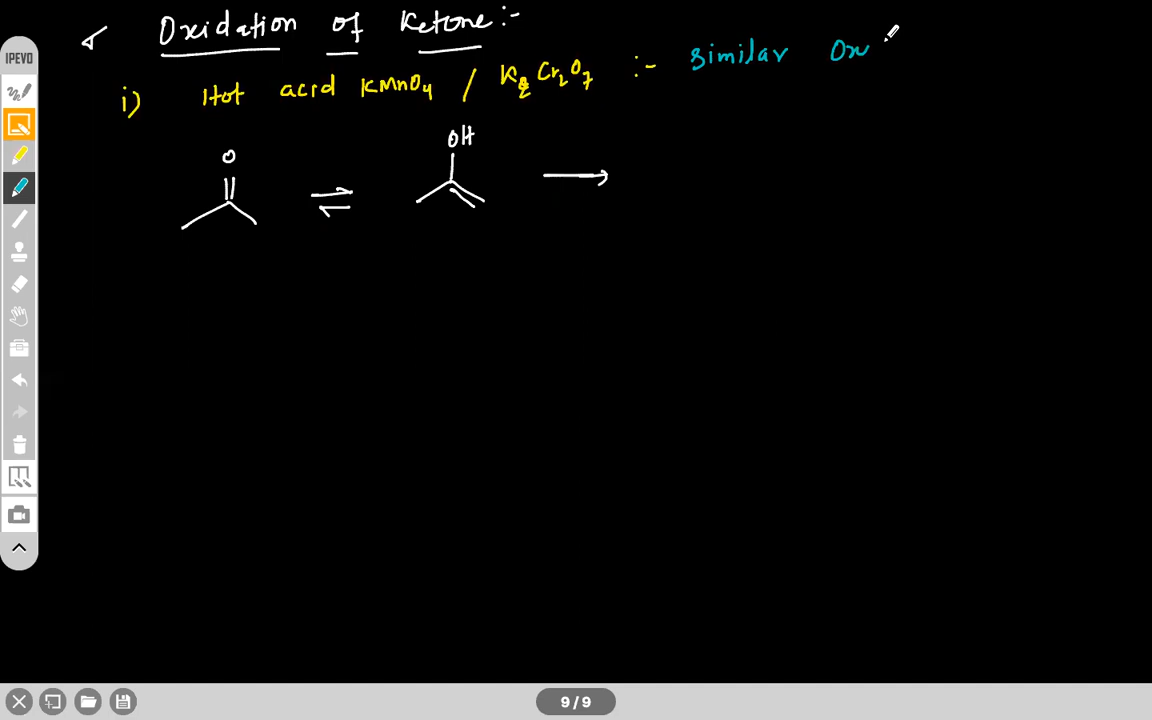 Oxidation of Ketone :-
i) Hot acid KMnO4 / K2Cr2O7 :- similar Ox
O
OH
IPEVO
9/9